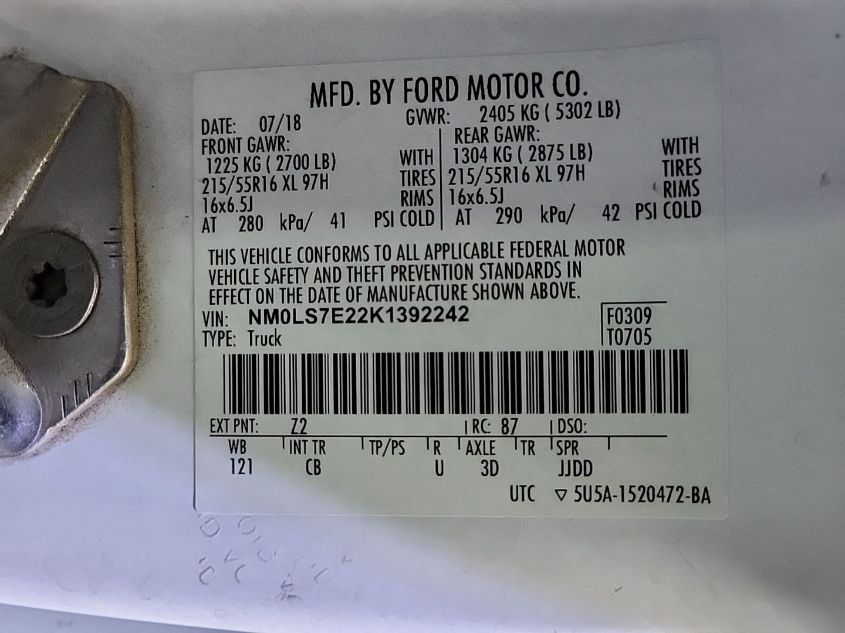 MFD. BY FORD MOTOR CO.
DATE: 07/18 GVWR: 2405 KG ( 5302 LB)
FRONT GAWR: REAR GAWR:
1225 KG ( 2700 LB) WITH 1304 KG ( 2875 LB) WITH
215/55R16 XL 97H TIRES 215/55R16 XL 97H TIRES
16x6.5J RIMS 16x6.5J RIMS
AT 280 kPa/ 41 PSI COLD AT 290 kPa/ 42 PSI COLD
THIS VEHICLE CONFORMS TO ALL APPLICABLE FEDERAL MOTOR
VEHICLE SAFETY AND THEFT PREVENTION STANDARDS IN
EFFECT ON THE DATE OF MANUFACTURE SHOWN ABOVE.
VIN: NM0LS7E22K1392242 F0309
TYPE: Truck T0705
EXT PNT: Z2 RC: 87 DSO:
WB INT TR TP/PS R AXLE TR SPR
121 CB U 3D JJDD
UTC ▽ 5U5A-1520472-BA